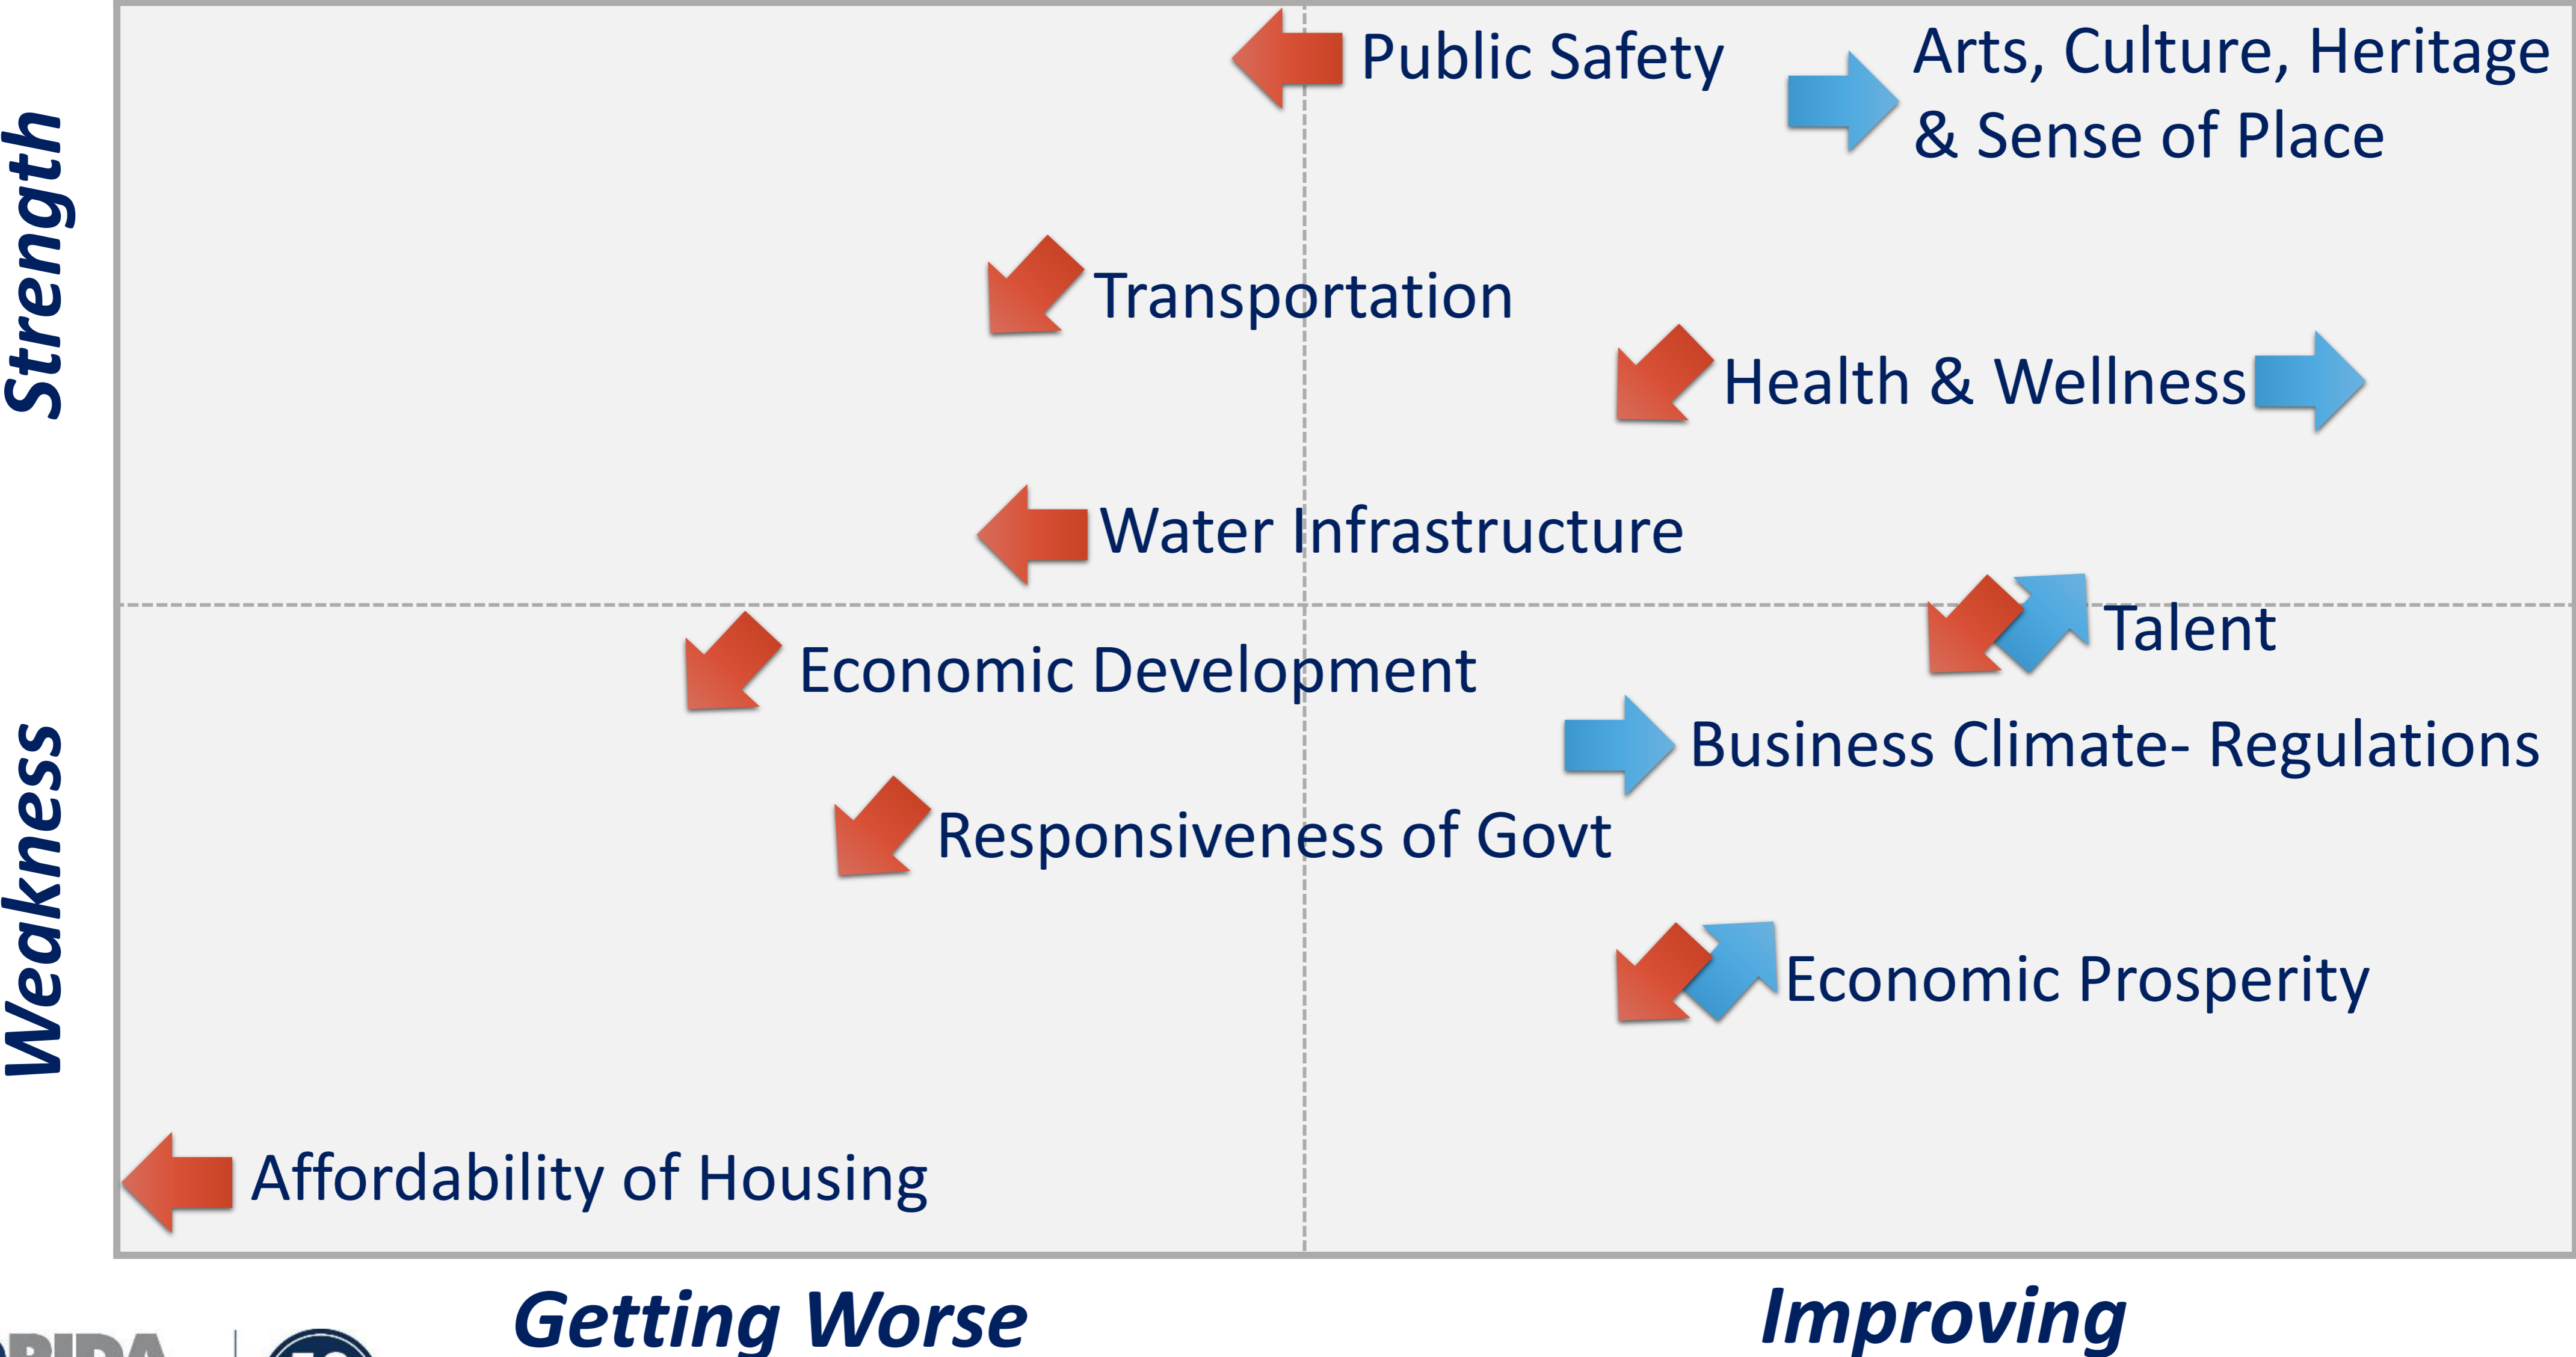 Strength
Public Safety
Arts, Culture, Heritage
& Sense of Place
Transportation
Health & Wellness
Water Infrastructure
Talent
Economic Development
Business Climate- Regulations
Weakness
Responsiveness of Govt
Economic Prosperity
Affordability of Housing
Getting Worse
Improving